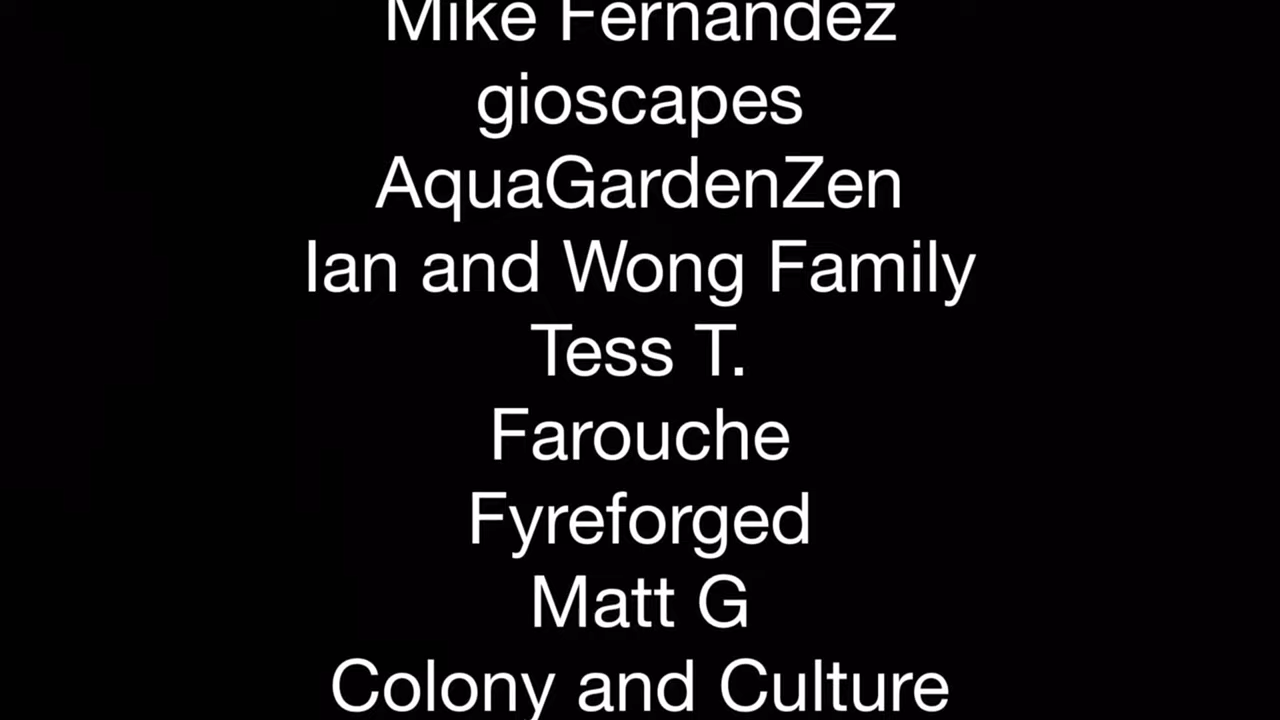 Mike Fernandez
gioscapes
AquaGardenZen
Ian and Wong Family
Tess T.
Farouche
Fyreforged
Matt G
Colony and Culture